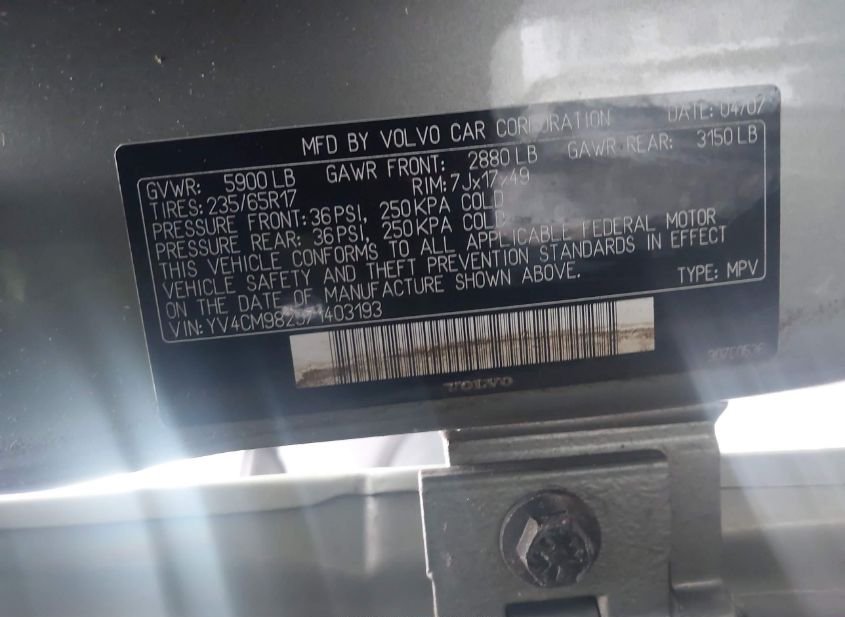 MFD BY VOLVO CAR CORPORATION DATE: 04/07
GVWR: 5900 LB GAWR FRONT: 2880 LB GAWR REAR: 3150 LB
TIRES: 235/65R17 RIM: 7Jx17x49
PRESSURE FRONT: 36 PSI, 250 KPA COLD
PRESSURE REAR: 36 PSI, 250 KPA COLD
THIS VEHICLE CONFORMS TO ALL APPLICABLE FEDERAL MOTOR
VEHICLE SAFETY AND THEFT PREVENTION STANDARDS IN EFFECT
ON THE DATE OF MANUFACTURE SHOWN ABOVE. TYPE: MPV
VIN: YV4CM982571403193
VOLVO